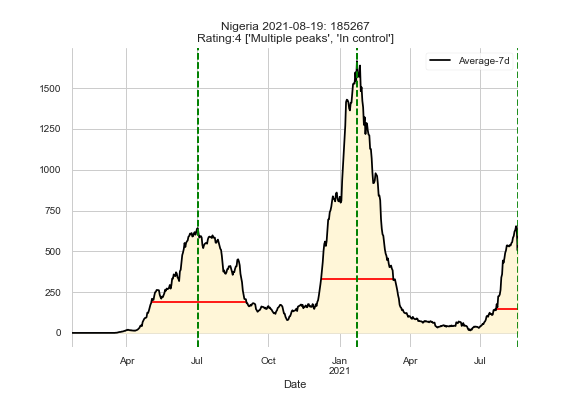 Nigeria 2021-08-19: 185267
Rating:4 ['Multiple peaks', 'In control']
Average-7d
1500
1250
1000
750
500
250
0
Apr
Jul
Oct
Jan
2021
Apr
Jul
Date